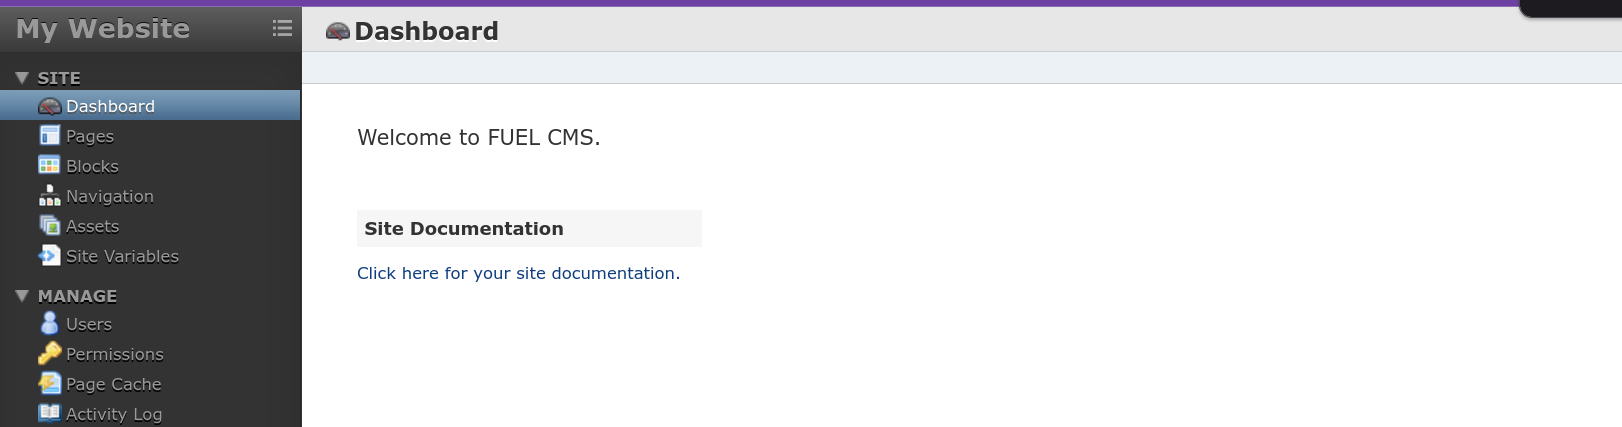 My Website
SITE
Dashboard
Pages
Blocks
Navigation
Assets
Site Variables
MANAGE
Users
Permissions
Page Cache
Activity Log
Dashboard
Welcome to FUEL CMS.
Site Documentation
Click here for your site documentation.